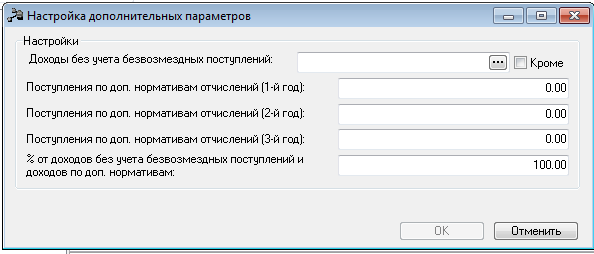 Настройка дополнительных параметров
Настройки
Доходы без учета безвозмездных поступлений:
...
Кроме
Поступления по доп. нормативам отчислений (1-й год):
0.00
Поступления по доп. нормативам отчислений (2-й год):
0.00
Поступления по доп. нормативам отчислений (3-й год):
0.00
% от доходов без учета безвозмездных поступлений и
доходов по доп. нормативам:
100.00
OK
Отменить